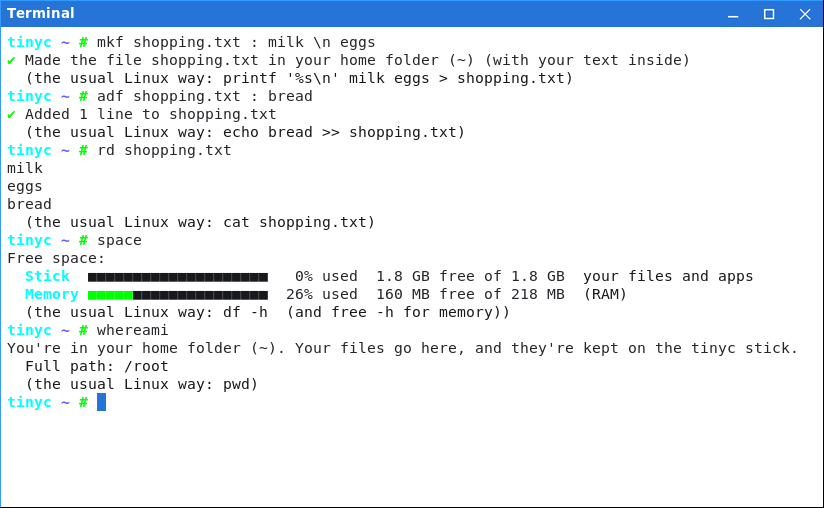 Terminal
tinyc ~ # mkf shopping.txt : milk \n eggs
✔ Made the file shopping.txt in your home folder (~) (with your text inside)
  (the usual Linux way: printf '%s\n' milk eggs > shopping.txt)
tinyc ~ # adf shopping.txt : bread
✔ Added 1 line to shopping.txt
  (the usual Linux way: echo bread >> shopping.txt)
tinyc ~ # rd shopping.txt
milk
eggs
bread
  (the usual Linux way: cat shopping.txt)
tinyc ~ # space
Free space:
  Stick  ■■■■■■■■■■■■■■■■■■■■   0% used  1.8 GB free of 1.8 GB  your files and apps
  Memory ■■■■■■■■■■■■■■■■■■■■  26% used  160 MB free of 218 MB  (RAM)
  (the usual Linux way: df -h  (and free -h for memory))
tinyc ~ # whereami
You're in your home folder (~). Your files go here, and they're kept on the tinyc stick.
  Full path: /root
  (the usual Linux way: pwd)
tinyc ~ #